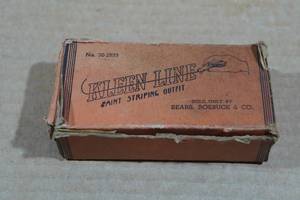 KLEEN LINE
PAINT STRIPING OUTFIT
SOLD ONLY BY
SEARS, ROEBUCK & CO.